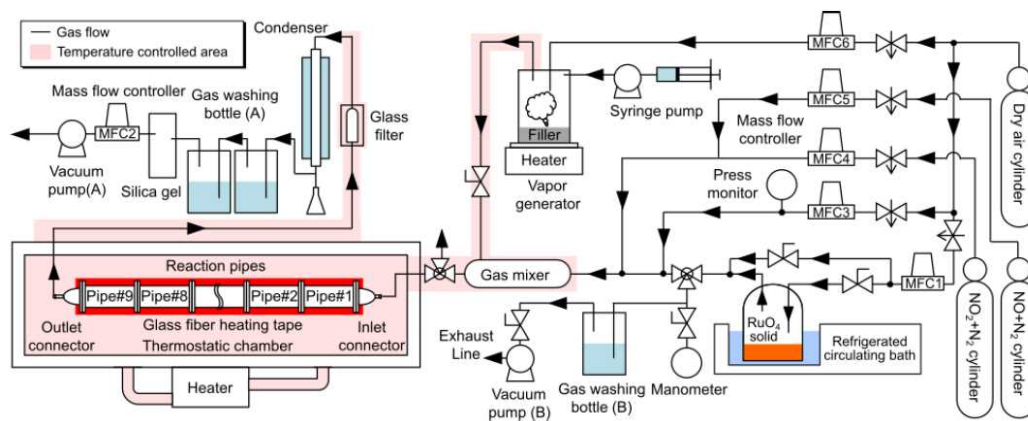 Gas flow
Temperature controlled area
Condenser
Mass flow controller
Gas washing
bottle (A)
MFC2
Vacuum
pump(A)
Silica gel
Glass
filter
Syringe pump
Filler
Heater
Vapor
generator
MFC6
MFC5
Mass flow
controller
MFC4
Press
monitor
MFC3
MFC1
Dry air cylinder
NO+N₂ cylinder
NO₂+N₂ cylinder
Reaction pipes
Pipe#9
Pipe#8
Pipe#2
Pipe#1
Outlet
connector
Glass fiber heating tape
Thermostatic chamber
Inlet
connector
Heater
Gas mixer
RuO₄
solid
Refrigerated
circulating bath
Exhaust
Line
Vacuum
pump (B)
Gas washing
bottle (B)
Manometer